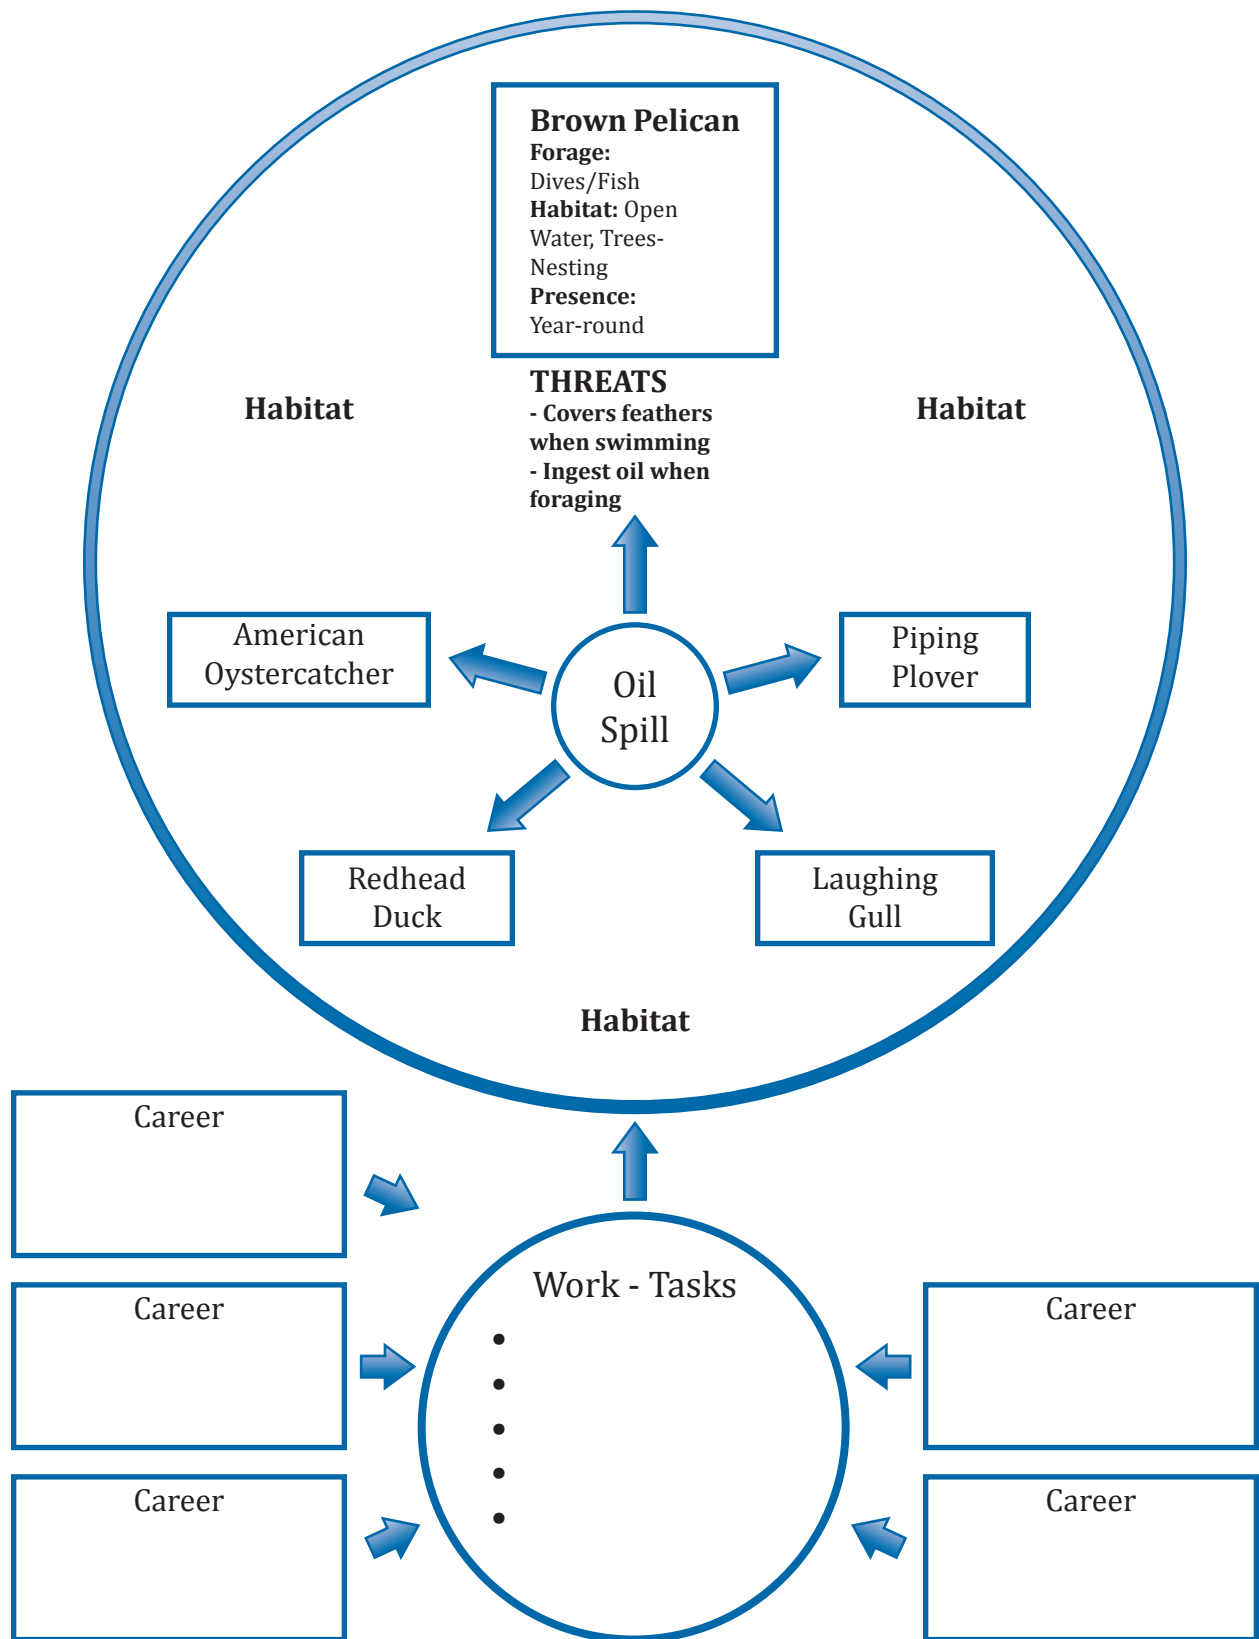 Brown Pelican
Forage:
Dives/Fish
Habitat: Open
Water, Trees-
Nesting
Presence:
Year-round
THREATS
- Covers feathers
when swimming
- Ingest oil when
foraging
Habitat
Habitat
American
Oystercatcher
Oil
Spill
Piping
Plover
Redhead
Duck
Laughing
Gull
Habitat
Career
Work - Tasks
•
•
•
•
•
Career
Career
Career
Career